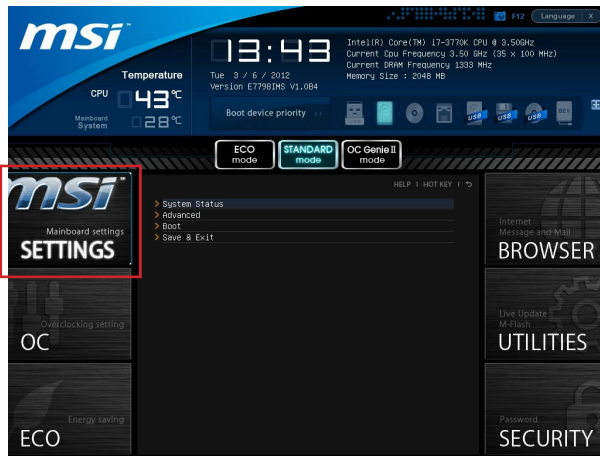 msi
F12 Language X
13:43
Intel(R) Core(TM) i7-3770K CPU @ 3.50GHz
Current Cpu Frequency 3.50 GHz (35 x 100 MHz)
Current DRAM Frequency 1333 MHz
Memory Size : 2048 MB
Temperature
Tue 3 / 6 / 2012
Version E7798IMS V1.0B4
CPU 43°C
Mainboard
System 28°C
Boot device priority
USB USB USB
ECO
mode
STANDARD
mode
OC Genie II
mode
HELP | HOT KEY |
msi
Mainboard settings
SETTINGS
System Status
Advanced
Boot
Save & Exit
Internet
Message and Mail
BROWSER
Overclocking setting
OC
Live Update
M-Flash
UTILITIES
Energy saving
ECO
Password
SECURITY